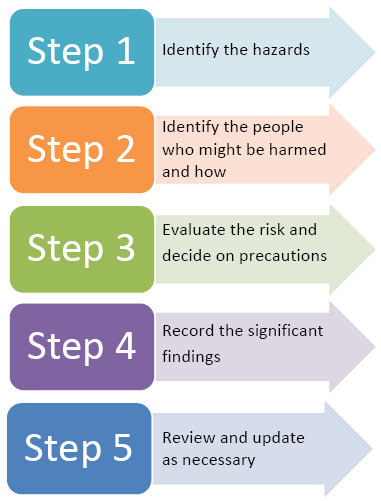 Step 1
Identify the hazards
Step 2
Identify the people
who might be harmed
and how
Step 3
Evaluate the risk and
decide on precautions
Step 4
Record the significant
findings
Step 5
Review and update
as necessary